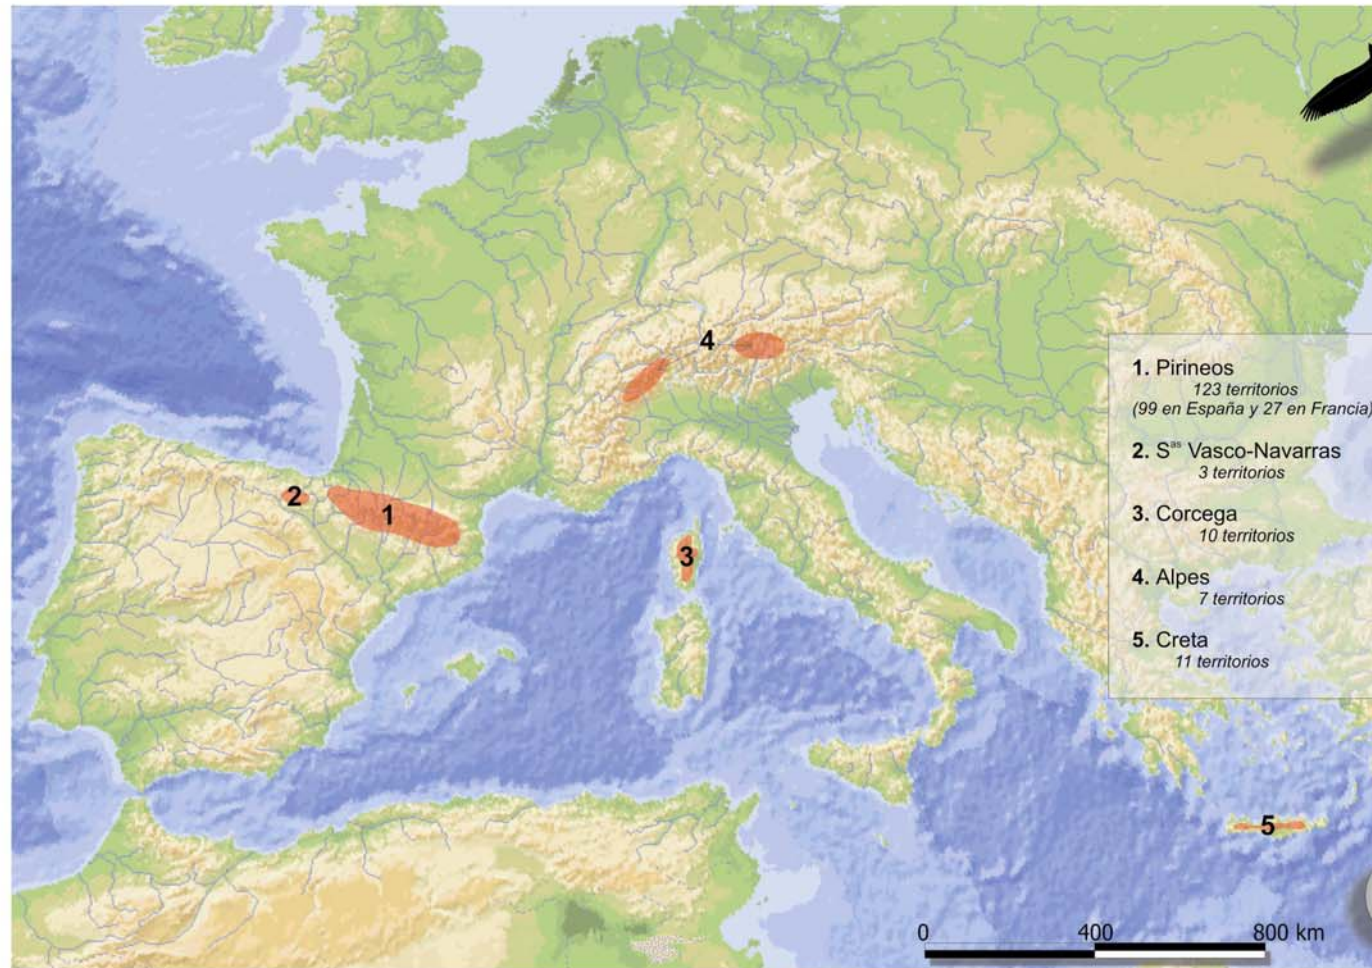 4
2
1
3
5
1. Pirineos
123 territorios
(99 en España y 27 en Francia)
2. Sᵃˢ Vasco-Navarras
3 territorios
3. Corcega
10 territorios
4. Alpes
7 territorios
5. Creta
11 territorios
0 400 800 km